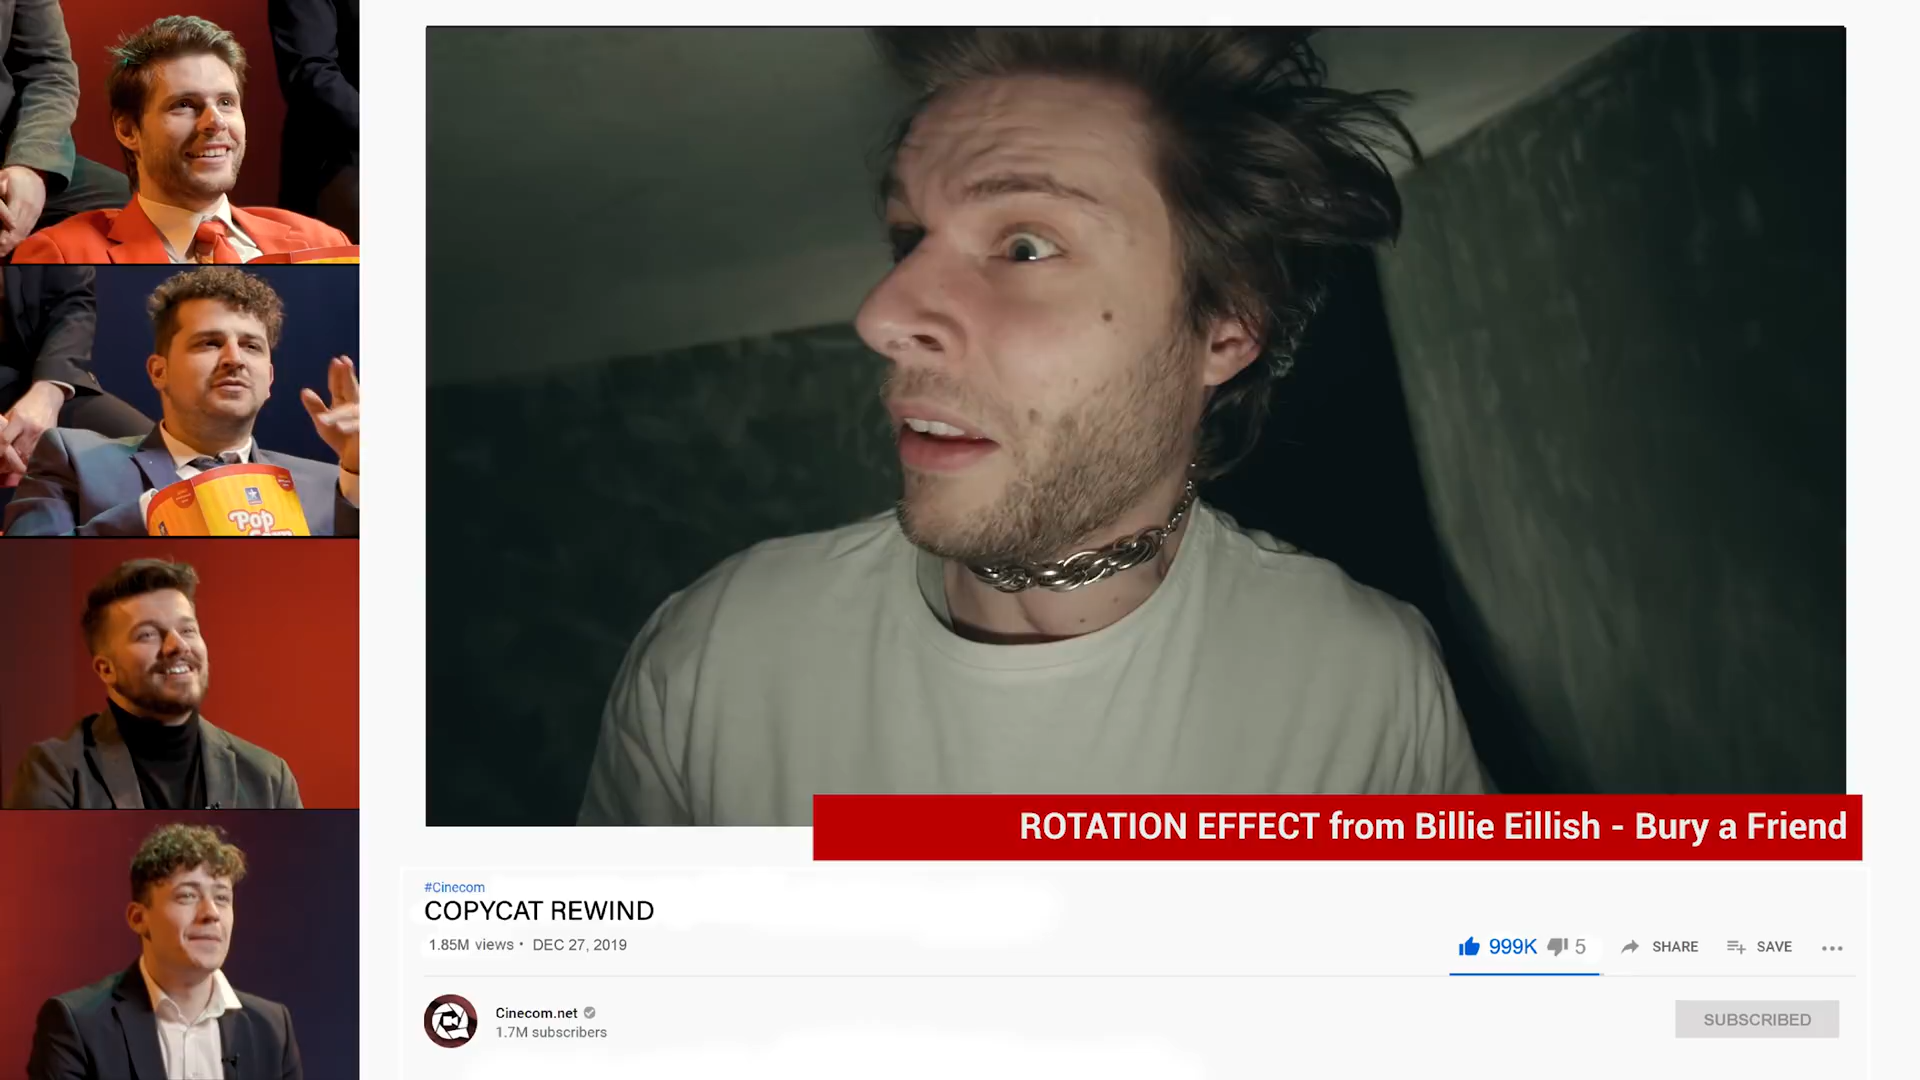 Pop
ROTATION EFFECT from Billie Eillish - Bury a Friend
#Cinecom
COPYCAT REWIND
1.85M views • DEC 27, 2019
999K
5
SHARE
SAVE
Cinecom.net
1.7M subscribers
SUBSCRIBED